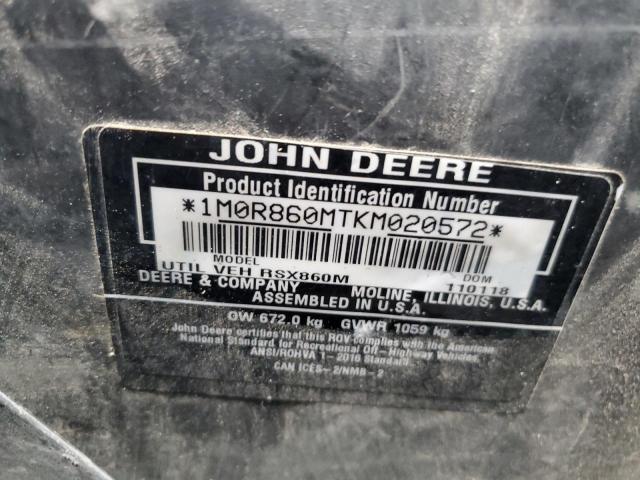 JOHN DEERE
Product Identification Number
*1M0R860MTKM020572*
MODEL DOM
UTIL VEH RSX860M 110118
DEERE & COMPANY MOLINE, ILLINOIS, U.S.A.
ASSEMBLED IN U.S.A.
GW 672.0 kg GVWR 1059 kg
John Deere certifies that this ROV complies with the American
National Standard for Recreational Off-Highway Vehicles
ANSI/ROHVA 1-2016 Standard
CAN ICES-2/NMB-2